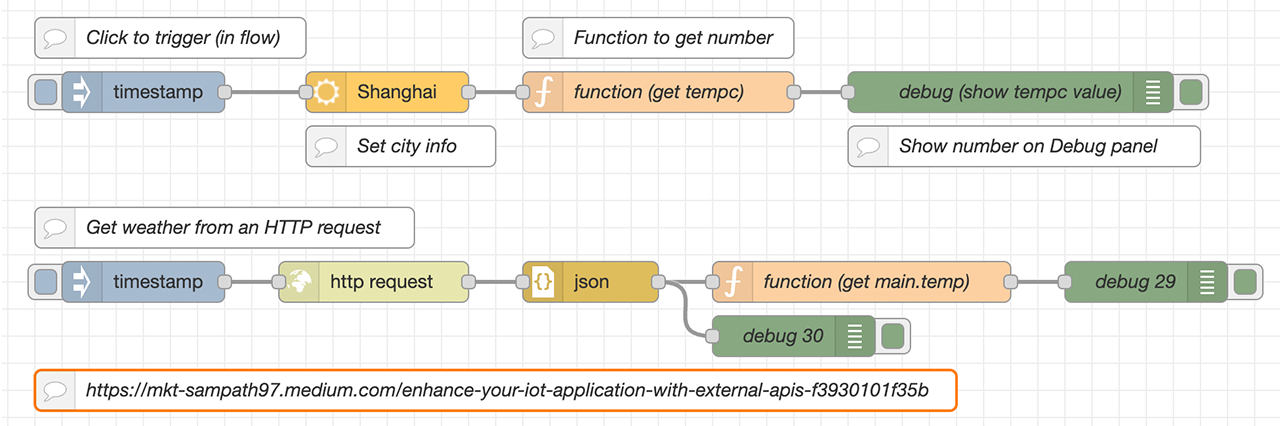 Click to trigger (in flow)
Function to get number
timestamp
Shanghai
function (get tempc)
debug (show tempc value)
Set city info
Show number on Debug panel
Get weather from an HTTP request
timestamp
http request
json
function (get main.temp)
debug 29
debug 30
https://mkt-sampath97.medium.com/enhance-your-iot-application-with-external-apis-f3930101f35b